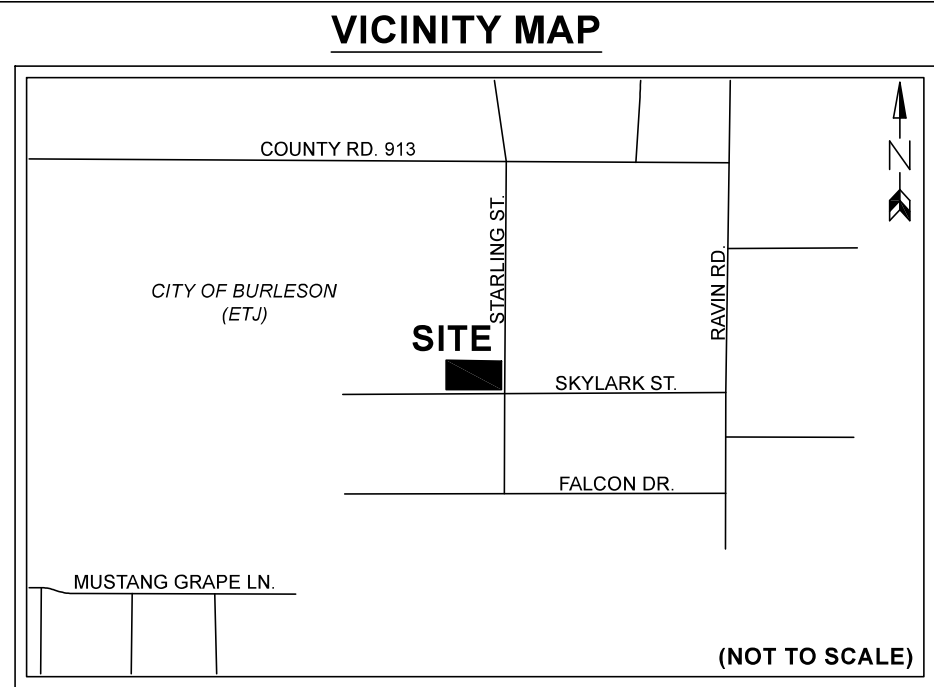 VICINITY MAP
COUNTY RD. 913
N
STARLING ST.
RAVIN RD.
CITY OF BURLESON
(ETJ)
SITE
SKYLARK ST.
FALCON DR.
MUSTANG GRAPE LN.
(NOT TO SCALE)